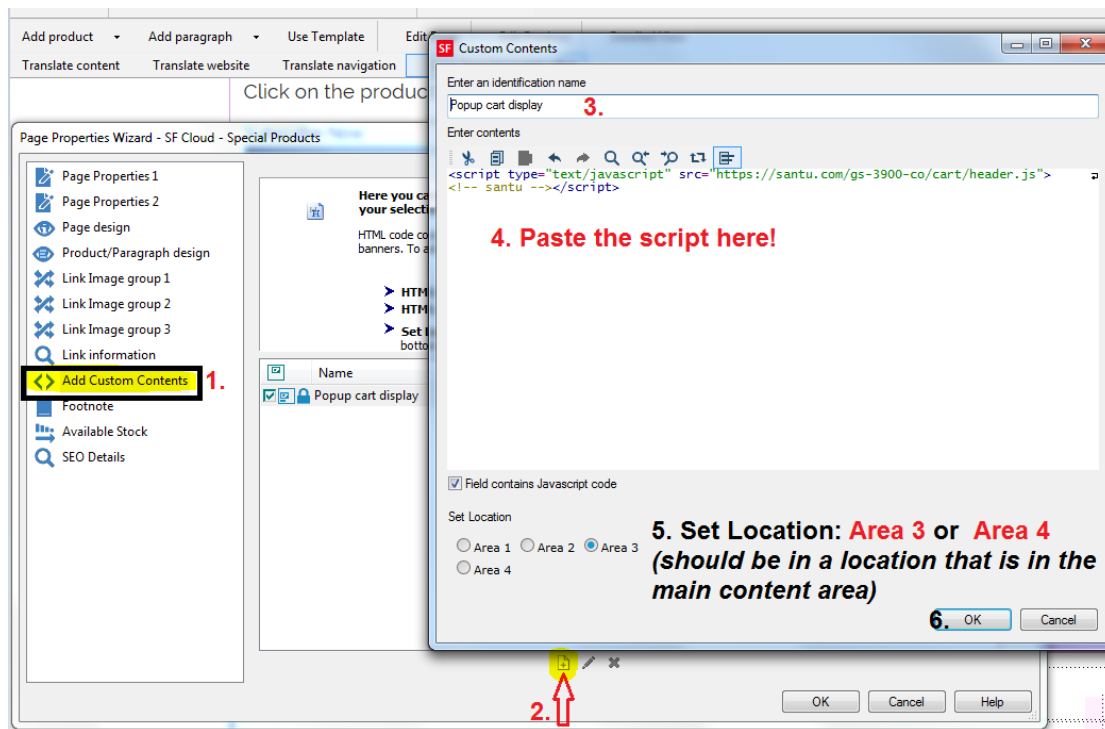 Add product Add paragraph Use Template Edit
Translate content Translate website Translate navigation
Click on the produc
Page Properties Wizard - SF Cloud - Special Products
Page Properties 1
Page Properties 2
Page design
Product/Paragraph design
Link Image group 1
Link Image group 2
Link Image group 3
Link information
Add Custom Contents 1.
Footnote
Available Stock
SEO Details
Here you ca
your selecti
HTML code co
banners. To a
HTM
HTM
Set l
botto
Name
Popup cart display
2.
OK Cancel Help
SF Custom Contents
Enter an identification name
Popup cart display 3.
Enter contents
<script type="text/javascript" src="https://santu.com/gs-3900-co/cart/header.js">
<!-- santu --></script>
4. Paste the script here!
Field contains Javascript code
Set Location
Area 1 Area 2 Area 3
Area 4
5. Set Location: Area 3 or Area 4
(should be in a location that is in the
main content area)
6. OK Cancel